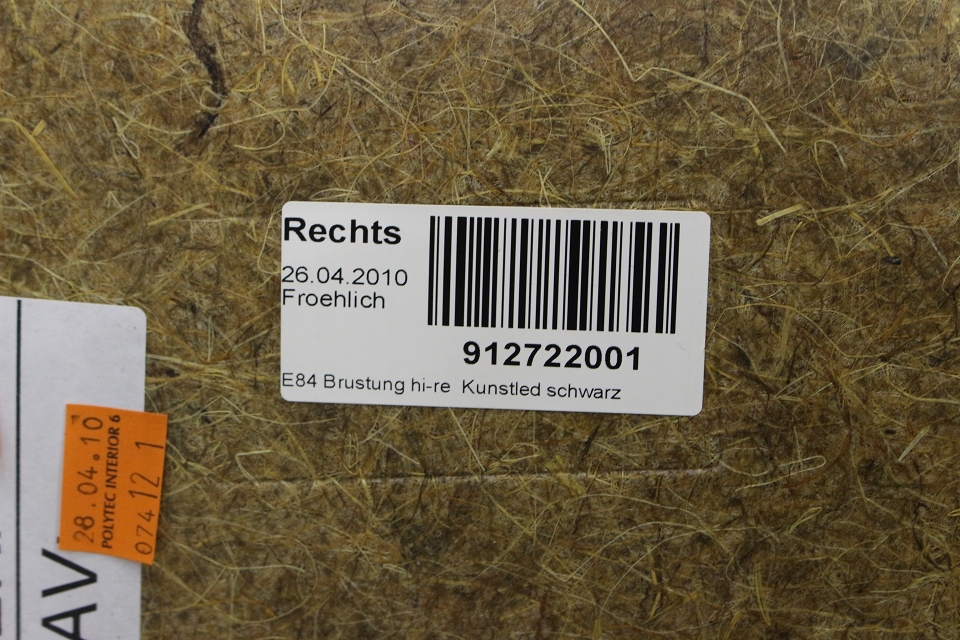 Rechts
26.04.2010
Froehlich
912722001
E84 Brustung hi-re Kunstled schwarz
28.04.10
POLYTEC INTERIOR 6
07412 1
AV